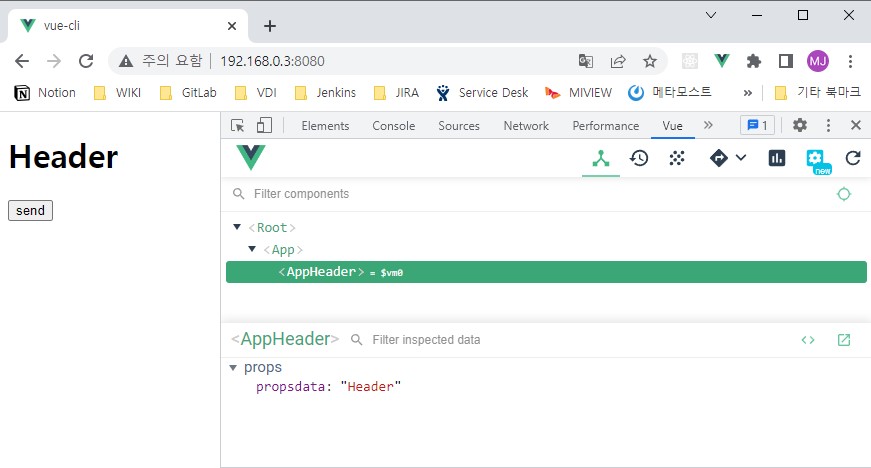 vue-cli
주의 요함 192.168.0.3:8080
MJ
Notion WIKI GitLab VDI Jenkins JIRA Service Desk MIVIEW 메타모스트 » 기타 북마크
Elements Console Sources Network Performance Vue » 1
Header
new
send
Filter components
<Root>
<App>
<AppHeader> = $vm0
<AppHeader> Filter inspected data
props
propsdata: "Header"